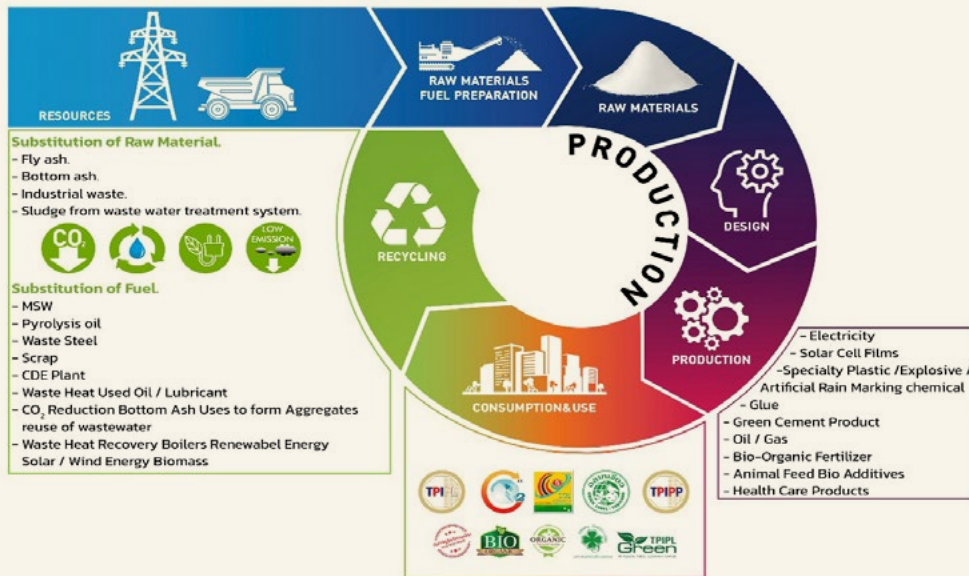 RESOURCES
RAW MATERIALS
FUEL PREPARATION
RAW MATERIALS
PRODUCTION
DESIGN
PRODUCTION
CONSUMPTION&USE
RECYCLING
Substitution of Raw Material.
- Fly ash.
- Bottom ash.
- Industrial waste.
- Sludge from waste water treatment system.
CO₂
LOW
EMISSION
Substitution of Fuel.
- MSW
- Pyrolysis oil
- Waste Steel
- Scrap
- CDE Plant
- Waste Heat Used Oil / Lubricant
- CO₂ Reduction Bottom Ash Uses to form Aggregates
reuse of wastewater
- Waste Heat Recovery Boilers Renewabel Energy
Solar / Wind Energy Biomass
- Electricity
- Solar Cell Films
-Specialty Plastic /Explosive A
Artificial Rain Marking chemical
- Glue
- Green Cement Product
- Oil / Gas
- Bio-Organic Fertilizer
- Animal Feed Bio Additives
- Health Care Products
TPIPL
TPIPP
BIO
ORGANIC
TPIPL
Green